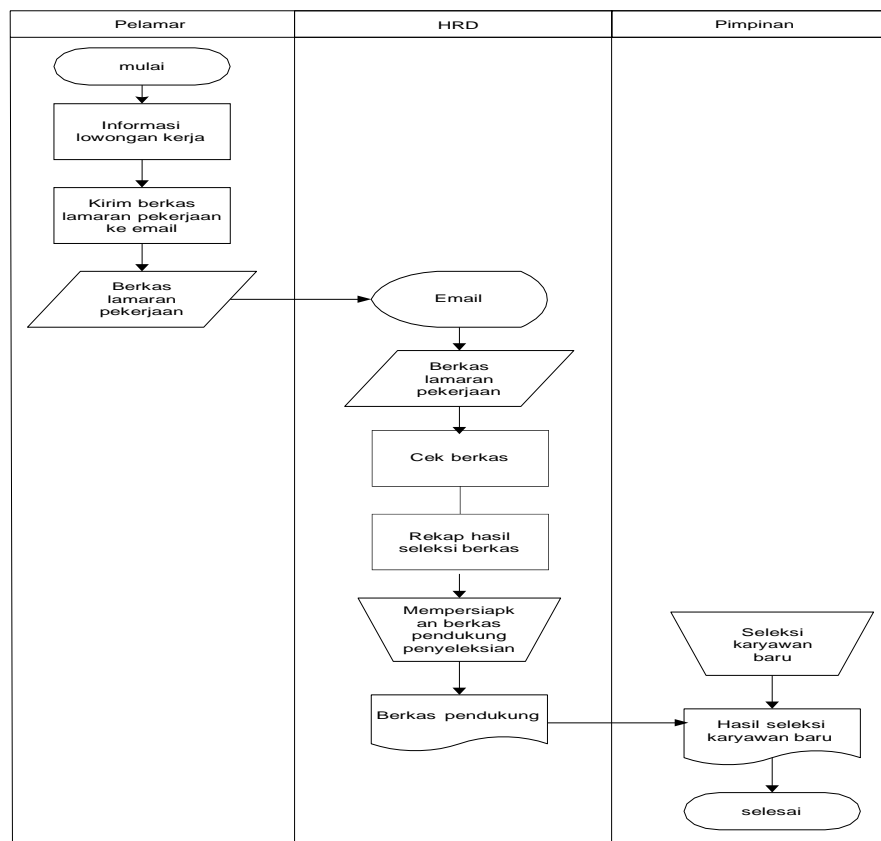 Pelamar
HRD
Pimpinan
mulai
Informasi
lowongan kerja
Kirim berkas
lamaran pekerjaan
ke email
Berkas
lamaran
pekerjaan
Email
Berkas
lamaran
pekerjaan
Cek berkas
Rekap hasil
seleksi berkas
Mempersiapk
an berkas
pendukung
penyeleksian
Berkas pendukung
Seleksi
karyawan
baru
Hasil seleksi
karyawan baru
selesai